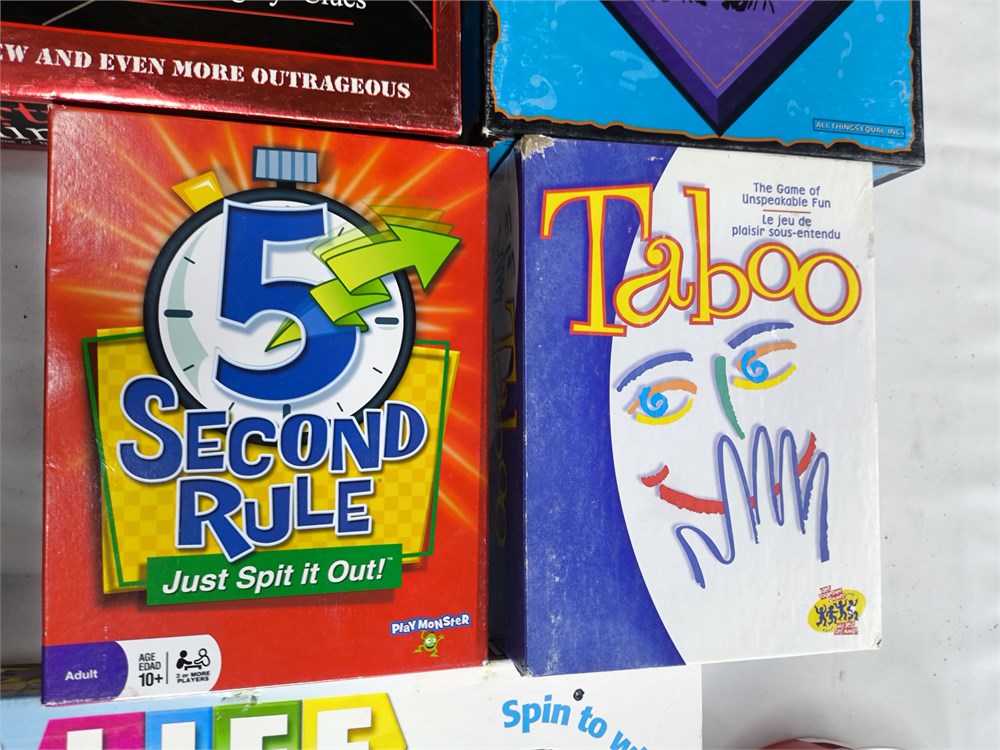 EW AND EVEN MORE OUTRAGEOUS
ALL THINGS EQUAL, INC.
5
SECOND
RULE
Just Spit it Out!™
PLAY MONSTER
Adult
AGE
EDAD
10+
3 or MORE
PLAYERS
The Game of
Unspeakable Fun
Le jeu de
plaisir sous-entendu
Taboo
LIFE
Spin to